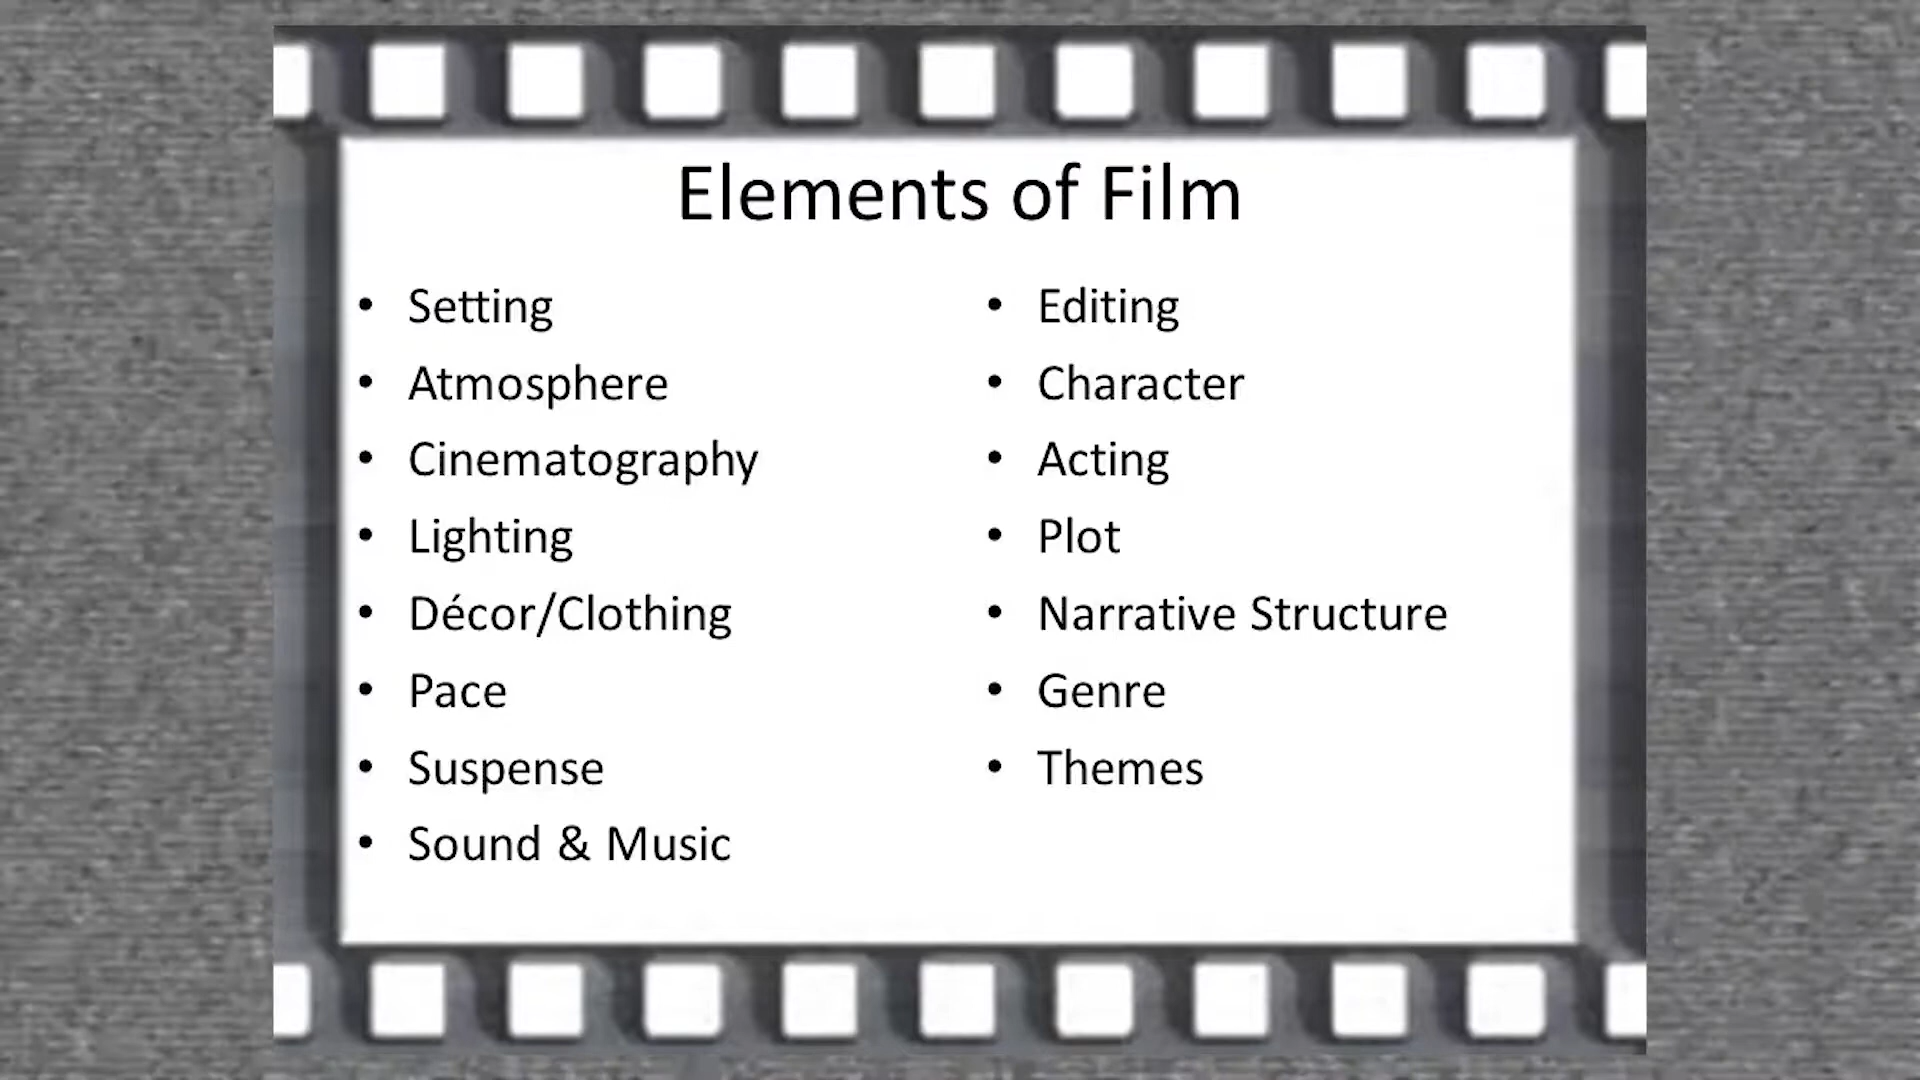 Elements of Film
• Setting
• Atmosphere
• Cinematography
• Lighting
• Décor/Clothing
• Pace
• Suspense
• Sound & Music
• Editing
• Character
• Acting
• Plot
• Narrative Structure
• Genre
• Themes